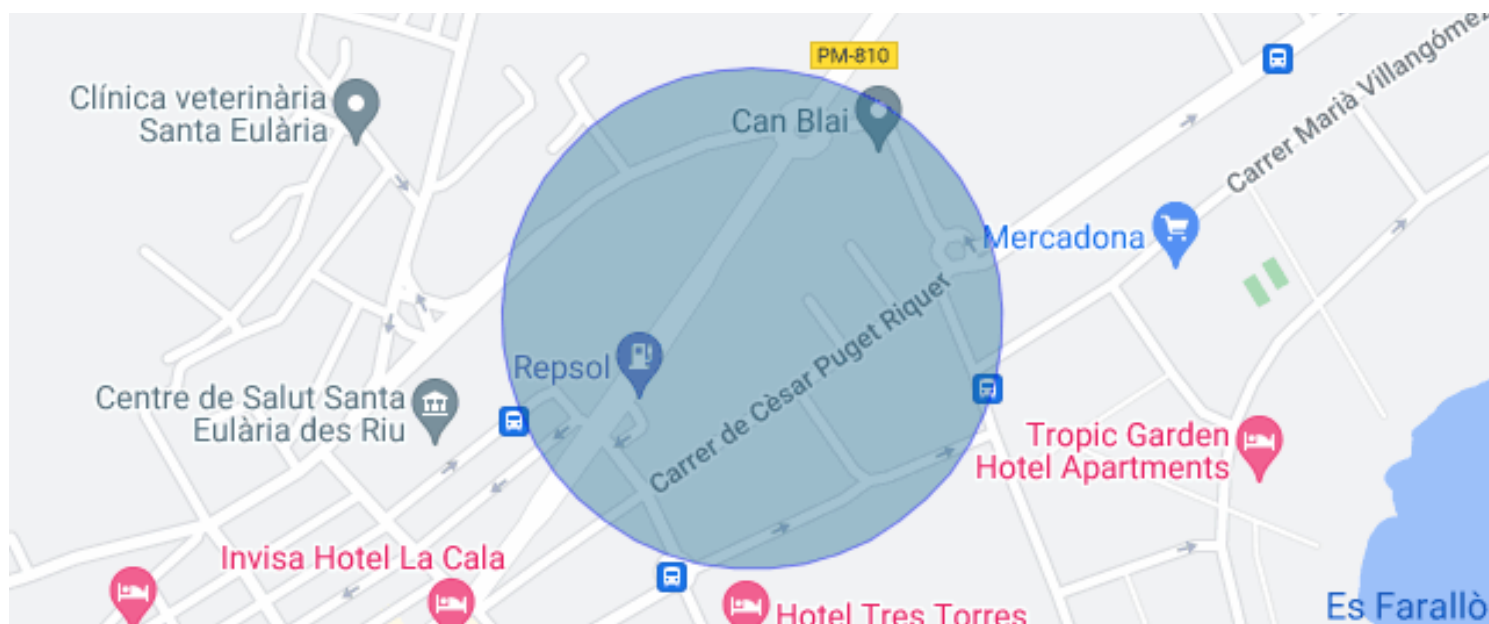 PM-810
Clínica veterinària
Santa Eulària
Can Blai
Carrer Marià Villangómez
Mercadona
Repsol
Carrer de Cèsar Puget Riquer
Centre de Salut Santa
Eulària des Riu
Tropic Garden
Hotel Apartments
Invisa Hotel La Cala
Hotel Tres Torres
Es Farallò